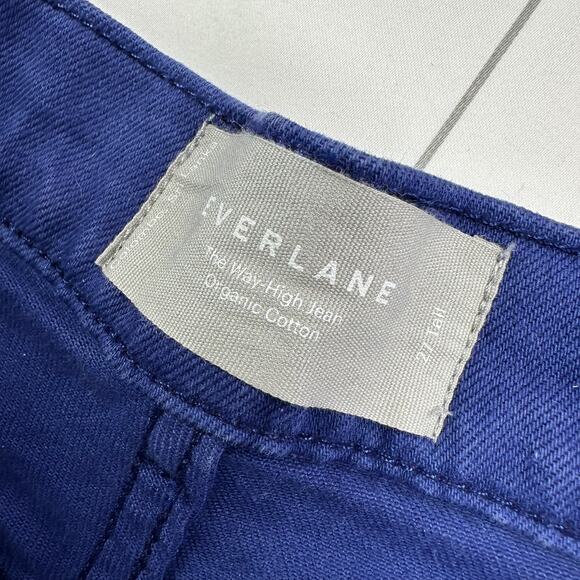 EVERLANE
The Way-High Jean
Organic Cotton
27 Tall